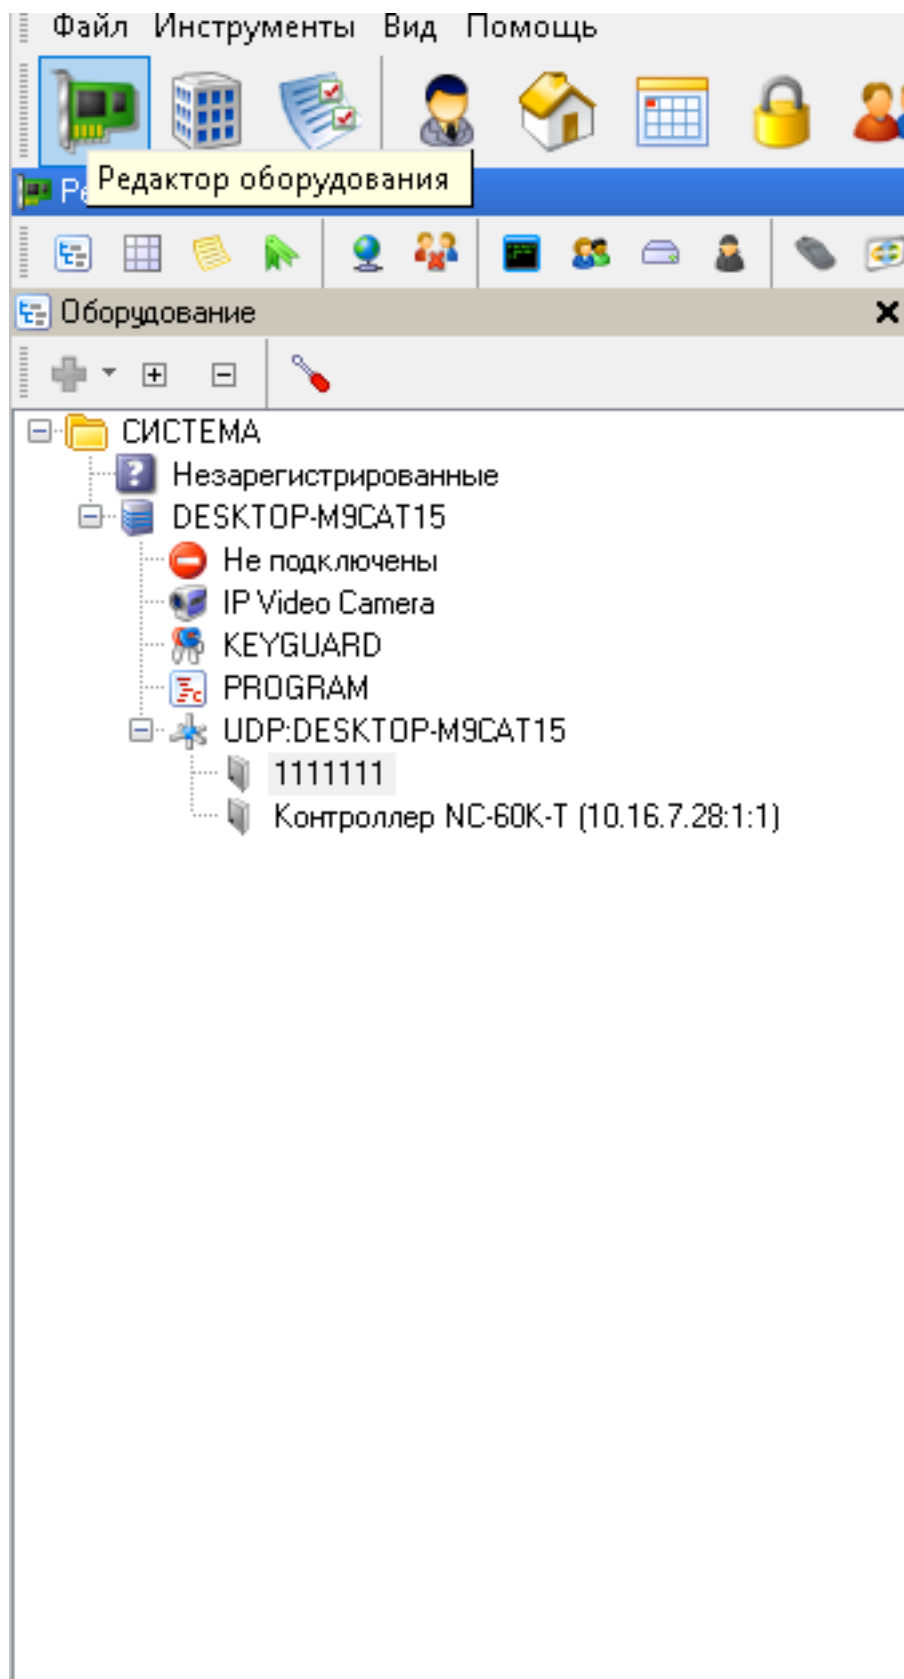 Файл Инструменты Вид Помощь
Редактор оборудования
Ре
Оборудование
СИСТЕМА
Незарегистрированные
DESKTOP-M9CAT15
Не подключены
IP Video Camera
KEYGUARD
PROGRAM
UDP:DESKTOP-M9CAT15
1111111
Контроллер NC-60K-T (10.16.7.28:1:1)